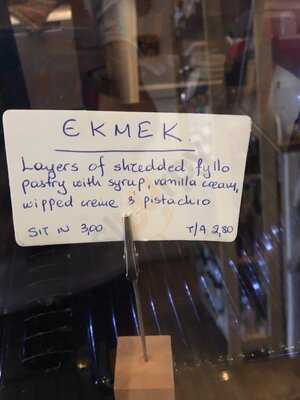 EKMEK.
Layers of shredded fyllo
pastry with syrup, vanilla cream,
wipped creme & pistachio
SIT IN 3,00 T/A 2,80